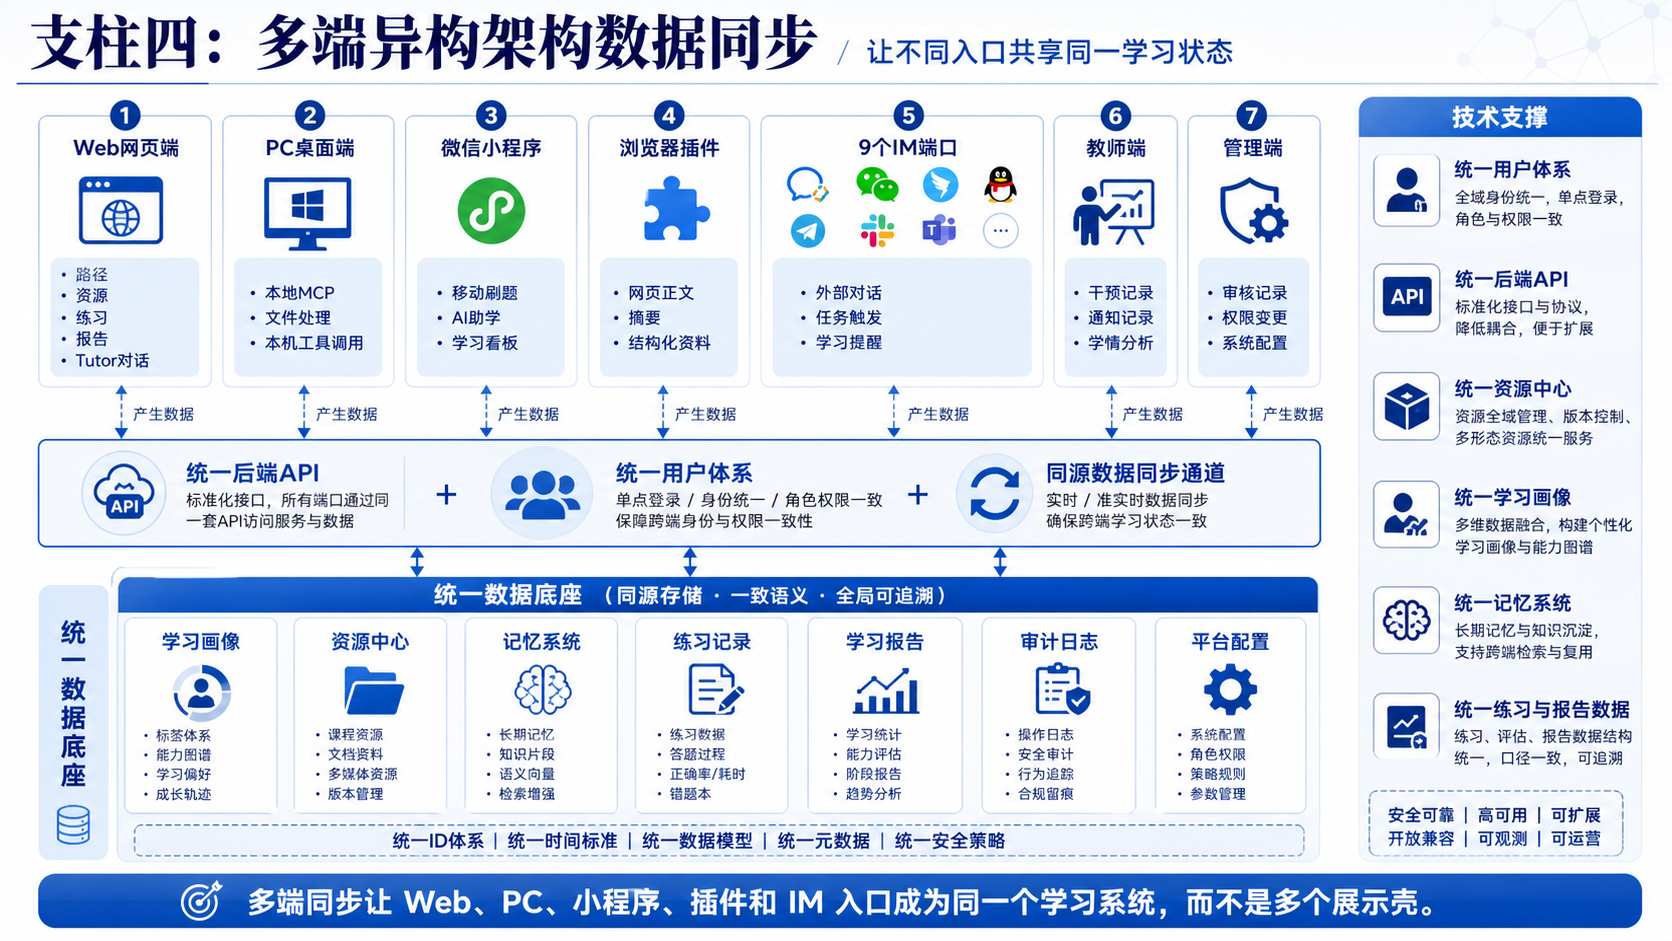 支柱四：多端异构架构数据同步 / 让不同入口共享同一学习状态
1
Web网页端
• 路径
• 资源
• 练习
• 报告
• Tutor对话
2
PC桌面端
• 本地MCP
• 文件处理
• 本机工具调用
3
微信小程序
• 移动刷题
• AI助学
• 学习看板
4
浏览器插件
• 网页正文
• 摘要
• 结构化资料
5
9个IM端口
T
• 外部对话
• 任务触发
• 学习提醒
6
教师端
• 干预记录
• 通知记录
• 学情分析
7
管理端
• 审核记录
• 权限变更
• 系统配置
产生数据
产生数据
产生数据
产生数据
产生数据
产生数据
产生数据
API
统一后端API
标准化接口，所有端口通过同
一套API访问服务与数据
+
统一用户体系
单点登录 / 身份统一 / 角色权限一致
保障跨端身份与权限一致性
+
同源数据同步通道
实时 / 准实时数据同步
确保跨端学习状态一致
统一数据底座
统一数据底座 （同源存储 · 一致语义 · 全局可追溯）
学习画像
• 标签体系
• 能力图谱
• 学习偏好
• 成长轨迹
资源中心
• 课程资源
• 文档资料
• 多媒体资源
• 版本管理
记忆系统
• 长期记忆
• 知识片段
• 语义向量
• 检索增强
练习记录
• 练习数据
• 答题过程
• 正确率/耗时
• 错题本
学习报告
• 学习统计
• 能力评估
• 阶段报告
• 趋势分析
审计日志
• 操作日志
• 安全审计
• 行为追踪
• 合规留痕
平台配置
• 系统配置
• 角色权限
• 策略规则
• 参数管理
统一ID体系 | 统一时间标准 | 统一数据模型 | 统一元数据 | 统一安全策略
技术支撑
统一用户体系
全域身份统一，单点登录，
角色与权限一致
API
统一后端API
标准化接口与协议，
降低耦合，便于扩展
统一资源中心
资源全域管理、版本控制、
多形态资源统一服务
统一学习画像
多维数据融合，构建个性化
学习画像与能力图谱
统一记忆系统
长期记忆与知识沉淀，
支持跨端检索与复用
统一练习与报告数据
练习、评估、报告数据结构
统一，口径一致，可追溯
安全可靠 | 高可用 | 可扩展
开放兼容 | 可观测 | 可运营
多端同步让 Web、PC、小程序、插件和 IM 入口成为同一个学习系统，而不是多个展示壳。